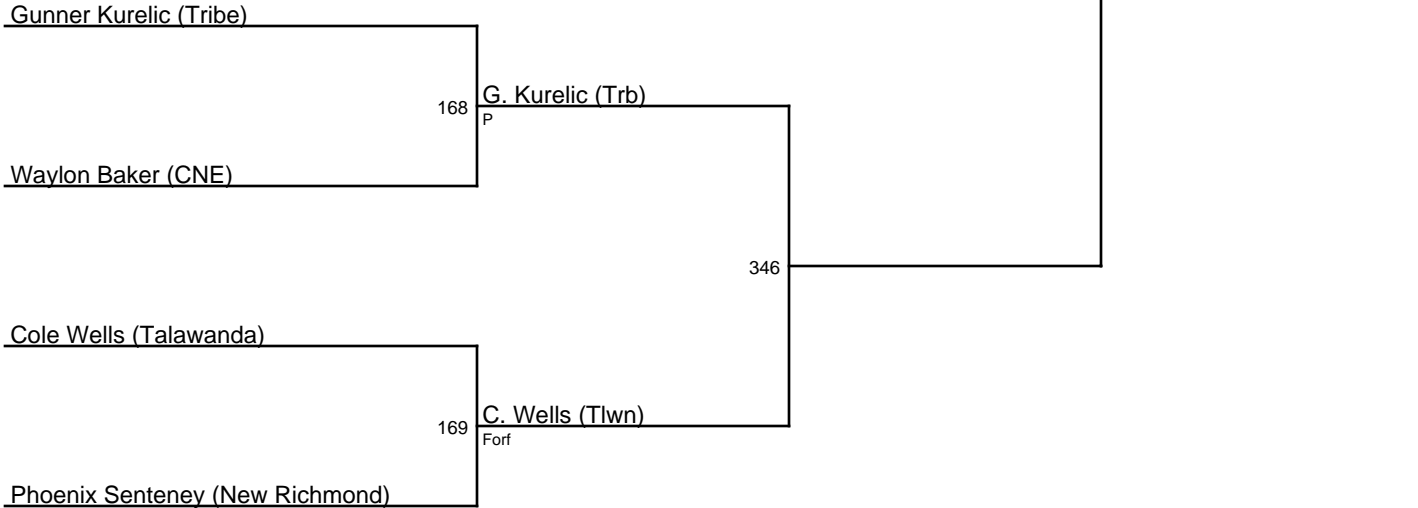 Gunner Kurelic (Tribe)
168
G. Kurelic (Trb)
P
Waylon Baker (CNE)
346
Cole Wells (Talawanda)
169
C. Wells (Tlwn)
Forf
Phoenix Senteney (New Richmond)